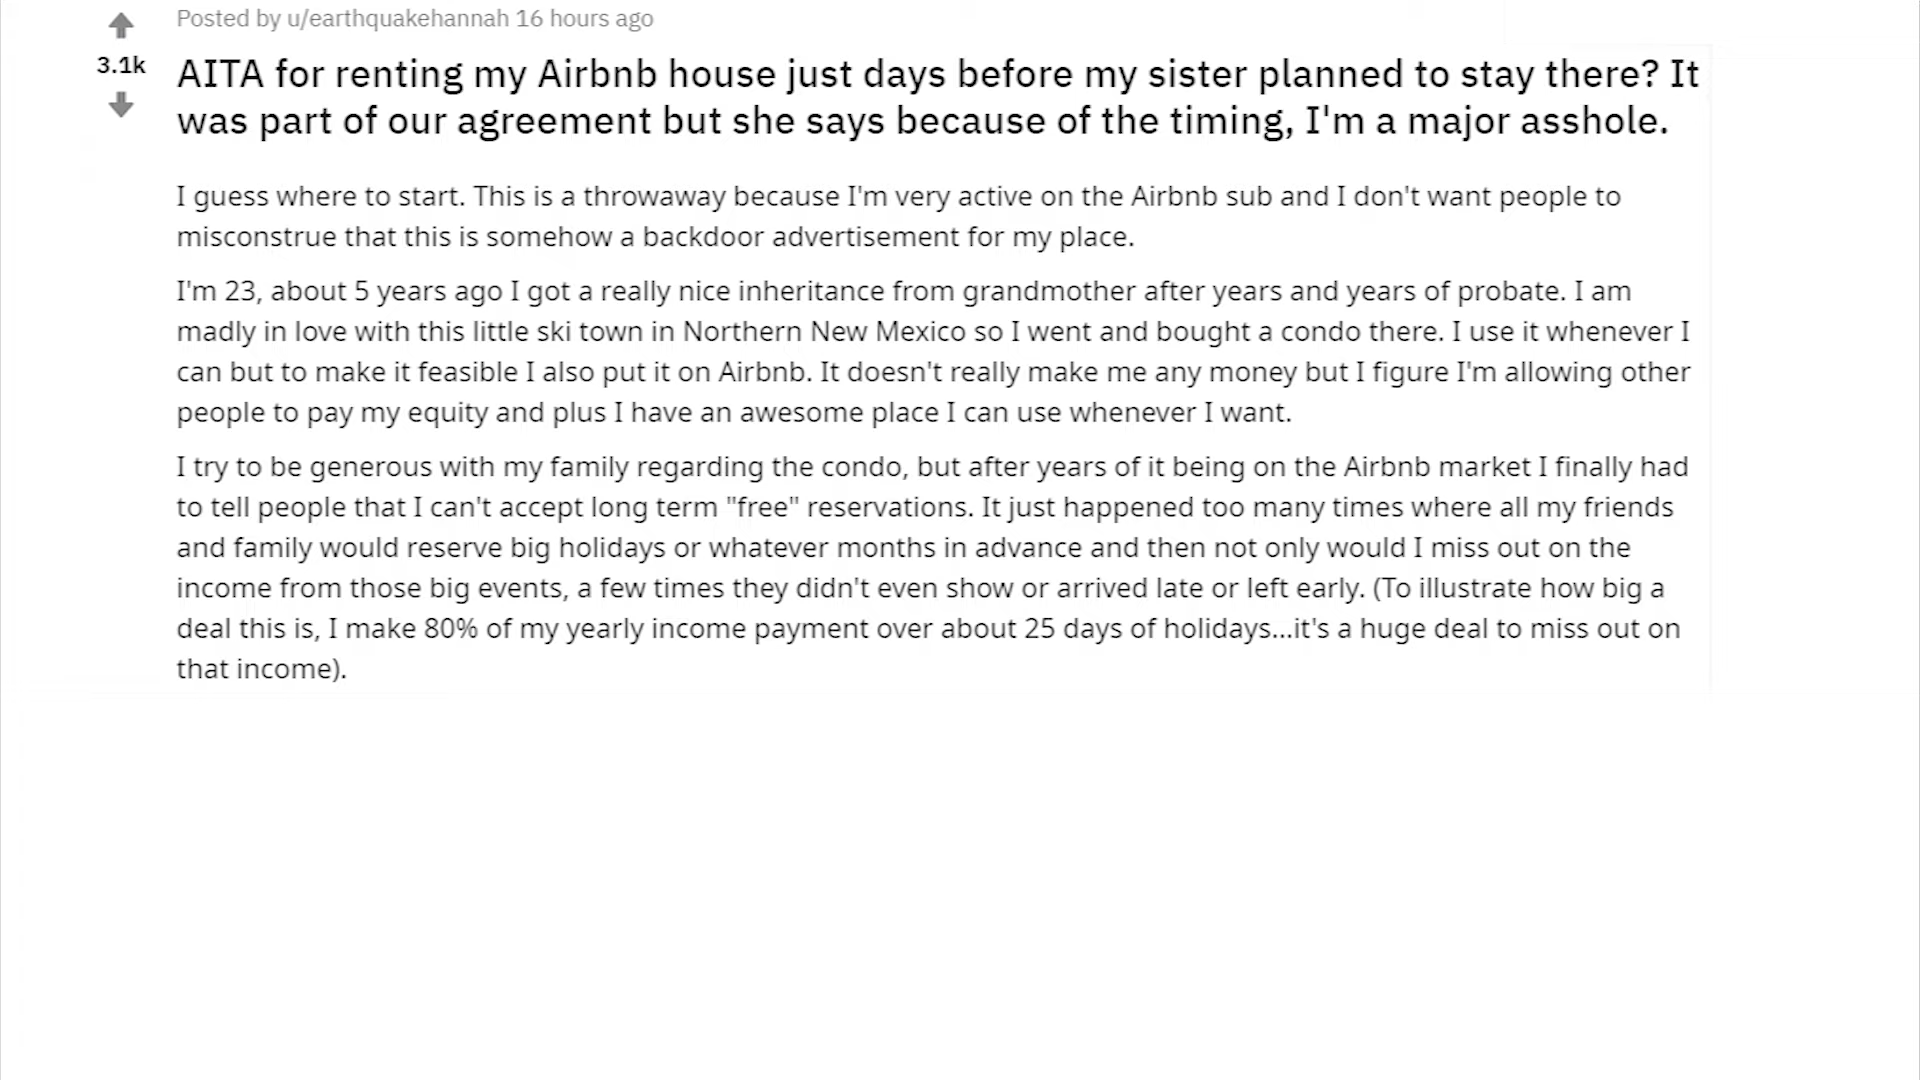 Posted by u/earthquakehannah 16 hours ago
3.1k
AITA for renting my Airbnb house just days before my sister planned to stay there? It
was part of our agreement but she says because of the timing, I'm a major asshole.
I guess where to start. This is a throwaway because I'm very active on the Airbnb sub and I don't want people to
misconstrue that this is somehow a backdoor advertisement for my place.
I'm 23, about 5 years ago I got a really nice inheritance from grandmother after years and years of probate. I am
madly in love with this little ski town in Northern New Mexico so I went and bought a condo there. I use it whenever I
can but to make it feasible I also put it on Airbnb. It doesn't really make me any money but I figure I'm allowing other
people to pay my equity and plus I have an awesome place I can use whenever I want.
I try to be generous with my family regarding the condo, but after years of it being on the Airbnb market I finally had
to tell people that I can't accept long term "free" reservations. It just happened too many times where all my friends
and family would reserve big holidays or whatever months in advance and then not only would I miss out on the
income from those big events, a few times they didn't even show or arrived late or left early. (To illustrate how big a
deal this is, I make 80% of my yearly income payment over about 25 days of holidays...it's a huge deal to miss out on
that income).